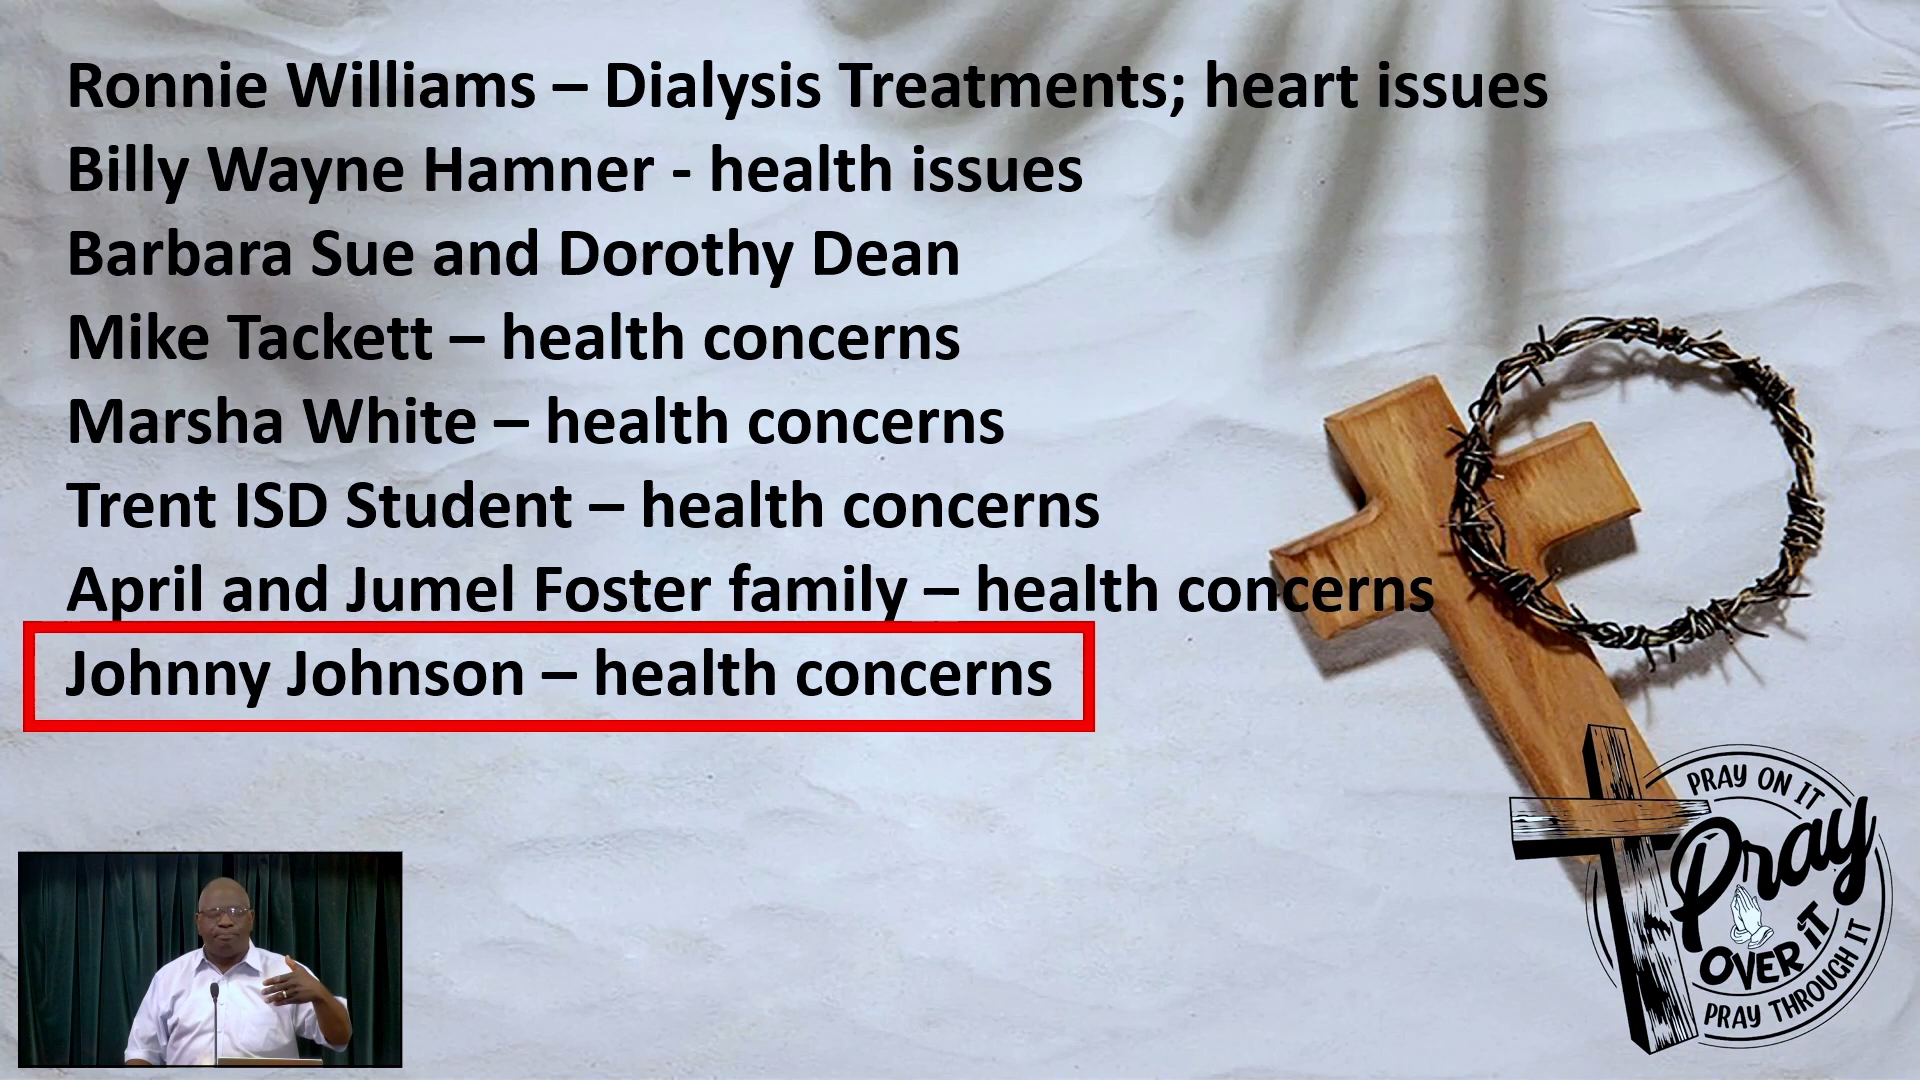 Ronnie Williams – Dialysis Treatments; heart issues
Billy Wayne Hamner - health issues
Barbara Sue and Dorothy Dean
Mike Tackett – health concerns
Marsha White – health concerns
Trent ISD Student – health concerns
April and Jumel Foster family – health concerns
Johnny Johnson – health concerns
PRAY ON IT
Pray
OVER IT
PRAY THROUGH IT